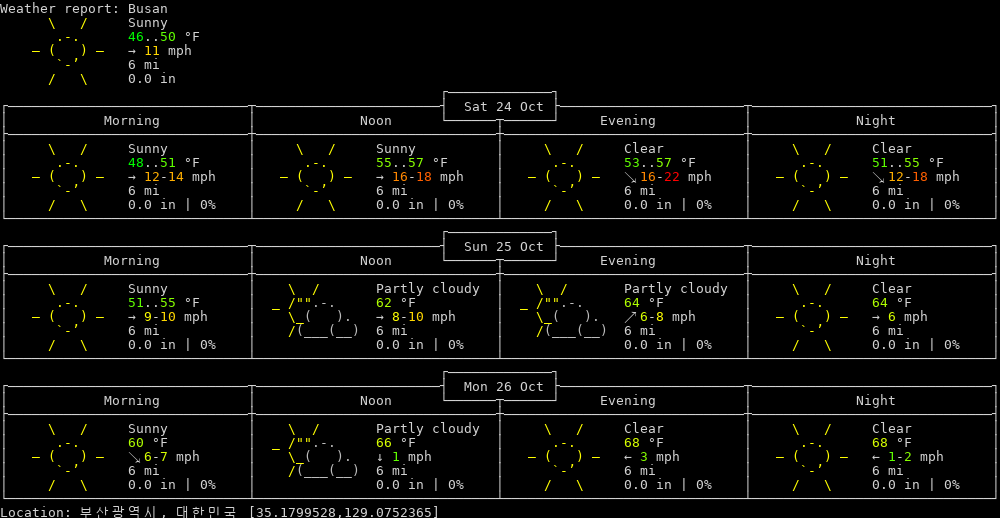 Weather report: Busan
Sunny
46..50 °F
→ 11 mph
6 mi
0.0 in
Sat 24 Oct
Morning Noon Evening Night
Sunny Sunny Clear Clear
48..51 °F 55..57 °F 53..57 °F 51..55 °F
→ 12-14 mph → 16-18 mph ↘ 16-22 mph ↘ 12-18 mph
6 mi 6 mi 6 mi 6 mi
0.0 in | 0% 0.0 in | 0% 0.0 in | 0% 0.0 in | 0%
Sun 25 Oct
Morning Noon Evening Night
Sunny Partly cloudy Partly cloudy Clear
51..55 °F 62 °F 64 °F 64 °F
→ 9-10 mph → 8-10 mph ↗ 6-8 mph → 6 mph
6 mi 6 mi 6 mi 6 mi
0.0 in | 0% 0.0 in | 0% 0.0 in | 0% 0.0 in | 0%
Mon 26 Oct
Morning Noon Evening Night
Sunny Partly cloudy Clear Clear
60 °F 66 °F 68 °F 68 °F
↘ 6-7 mph ↓ 1 mph ← 3 mph ← 1-2 mph
6 mi 6 mi 6 mi 6 mi
0.0 in | 0% 0.0 in | 0% 0.0 in | 0% 0.0 in | 0%
Location: 부산광역시, 대한민국 [35.1799528,129.0752365]